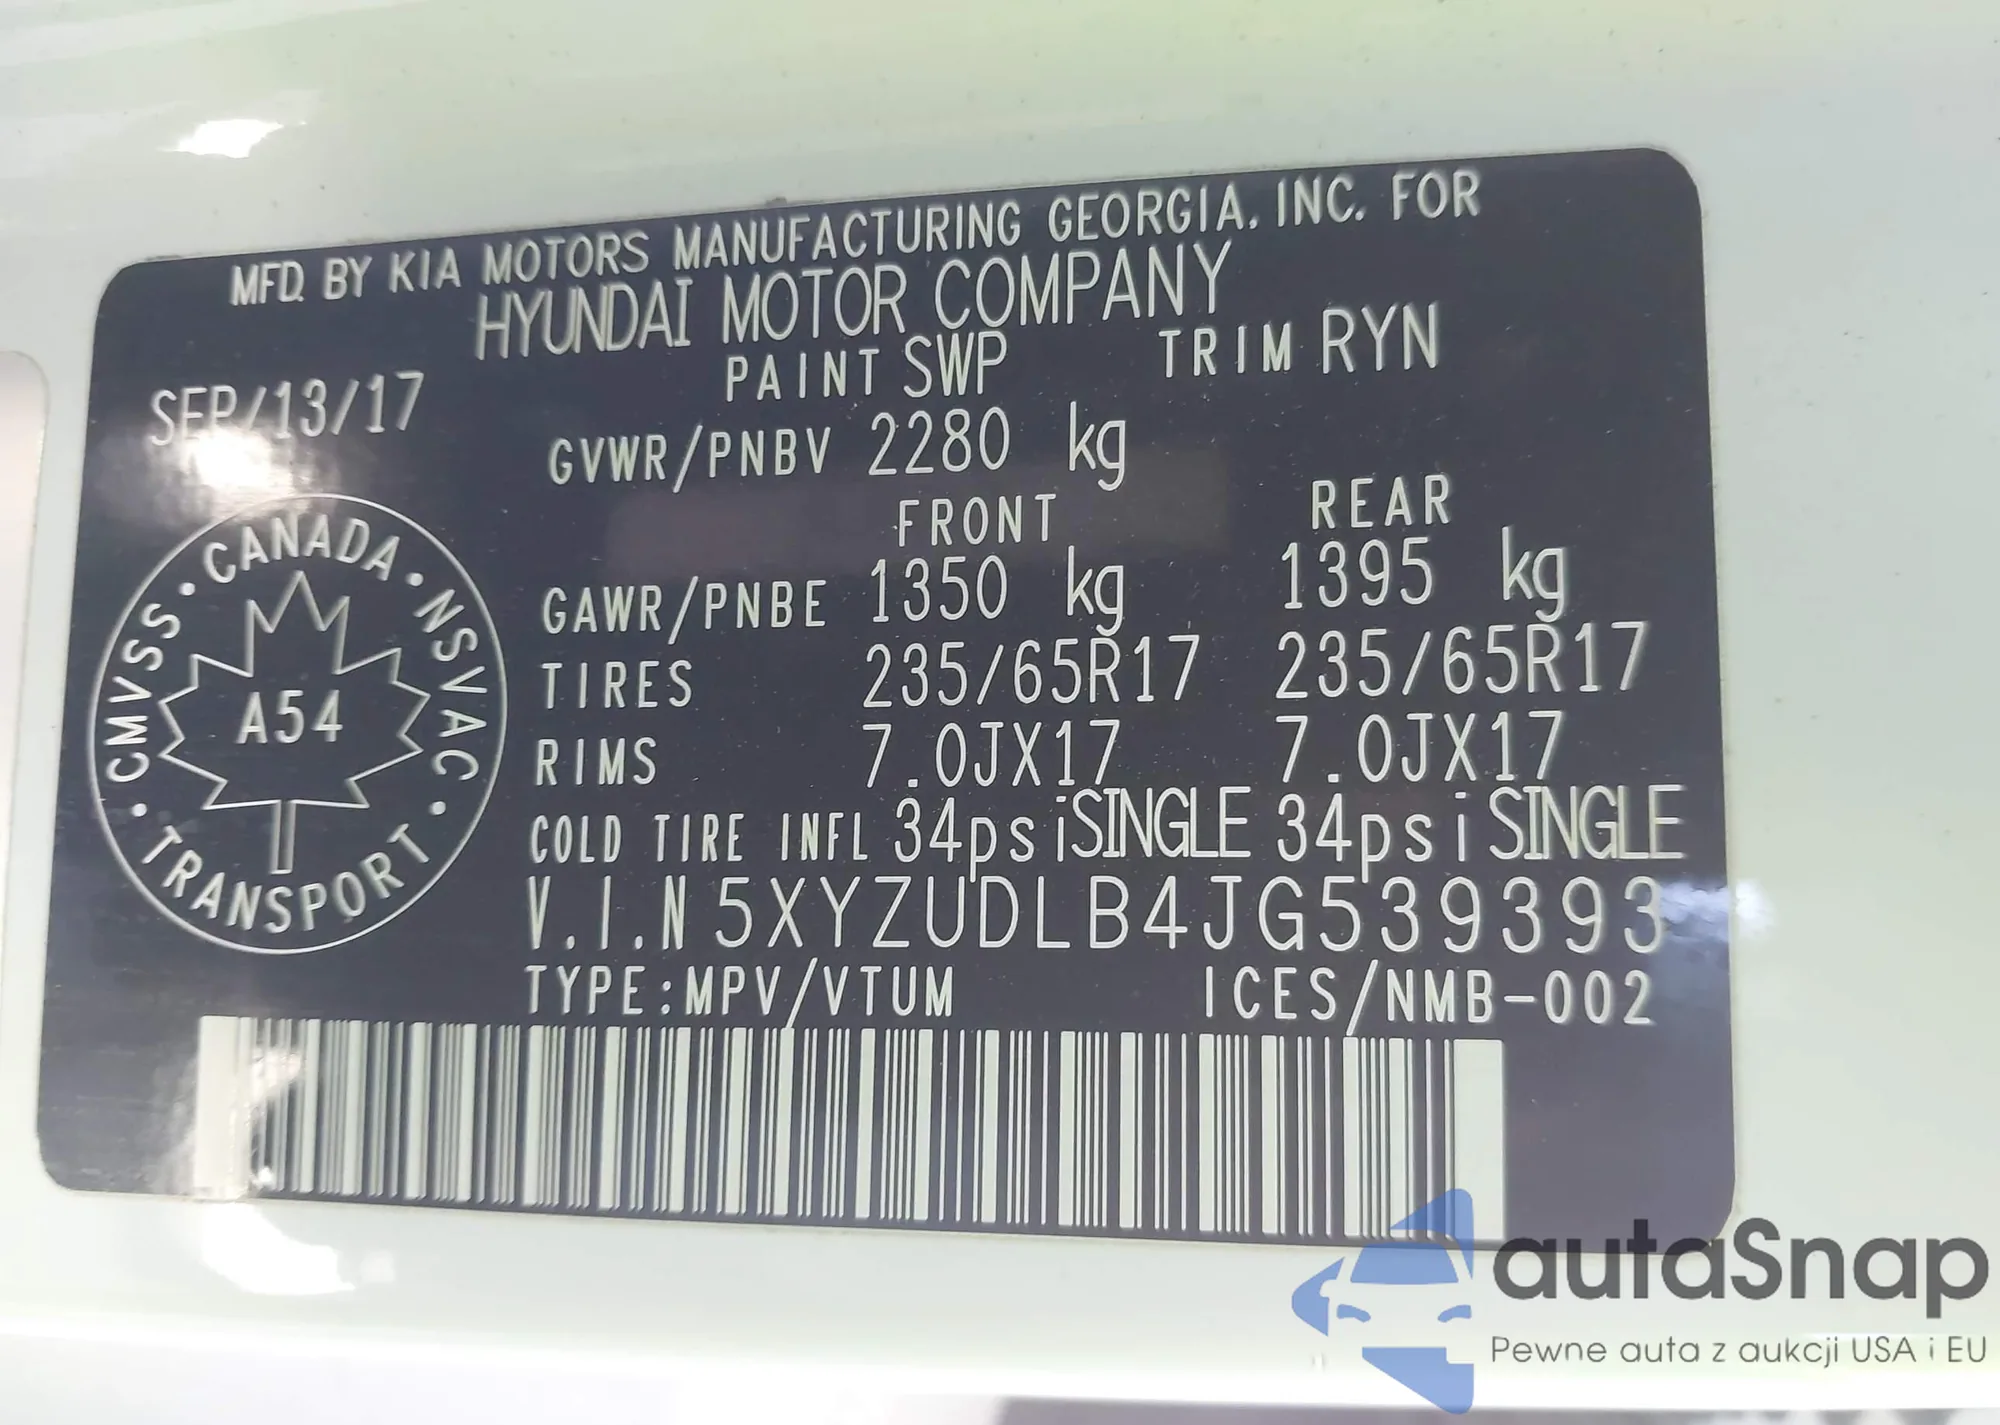 MFD. BY KIA MOTORS MANUFACTURING GEORGIA, INC. FOR
HYUNDAI MOTOR COMPANY
SEP/13/17
PAINT SWP TRIM RYN
GVWR/PNBV 2280 kg
FRONT REAR
GAWR/PNBE 1350 kg 1395 kg
TIRES 235/65R17 235/65R17
RIMS 7.0JX17 7.0JX17
COLD TIRE INFL 34psi SINGLE 34psi SINGLE
V.I.N 5XYZUDLB4JG539393
TYPE:MPV/VTUM ICES/NMB-002
CMVSS · CANADA · NSVAC · TRANSPORT ·
A54
autaSnap
Pewne auta z aukcji USA i EU